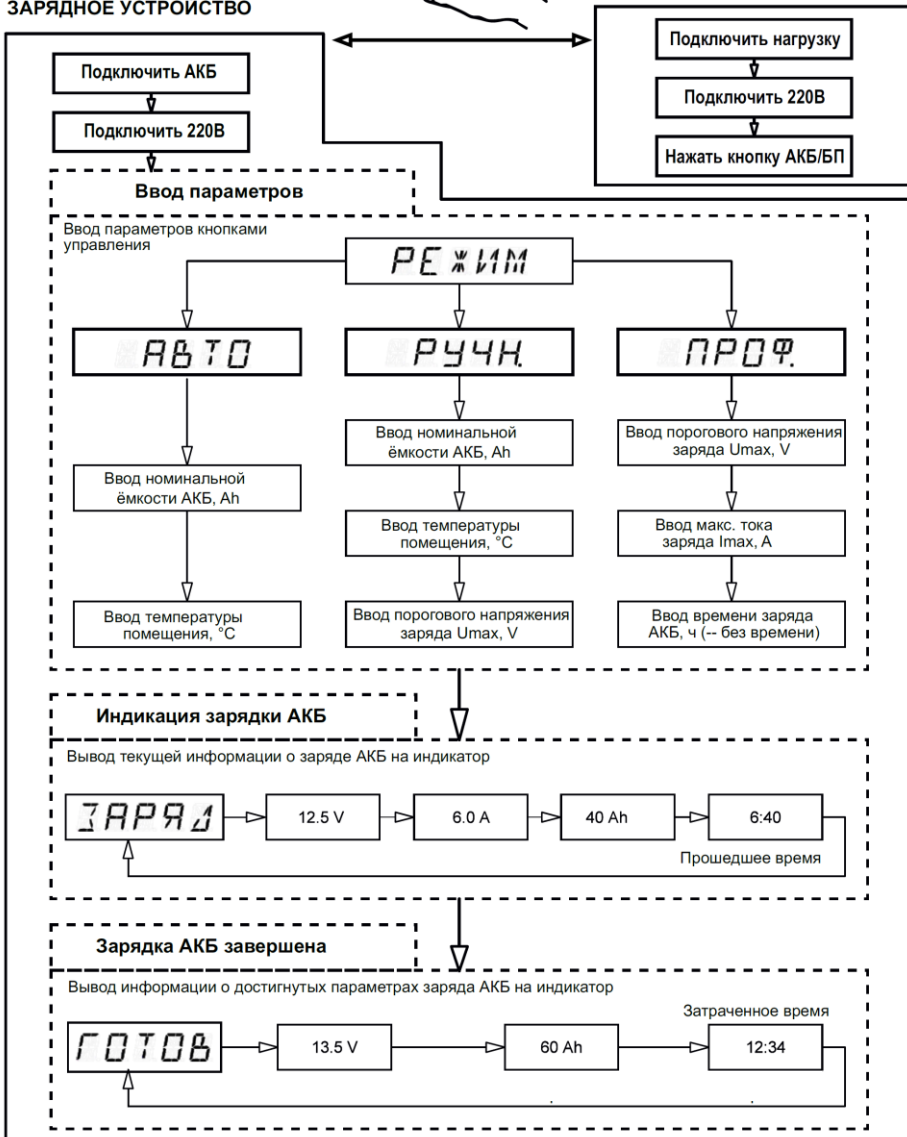 ЗАРЯДНОЕ УСТРОЙСТВО
Подключить АКБ
Подключить 220В
Подключить нагрузку
Подключить 220В
Нажать кнопку АКБ/БП
Ввод параметров
Ввод параметров кнопками
управления
РЕЖИМ
АВТО
РУЧН.
ПРОФ.
Ввод номинальной
ёмкости АКБ, Ah
Ввод температуры
помещения, °C
Ввод номинальной
ёмкости АКБ, Ah
Ввод температуры
помещения, °C
Ввод порогового напряжения
заряда Umax, V
Ввод порогового напряжения
заряда Umax, V
Ввод макс. тока
заряда Imax, A
Ввод времени заряда
АКБ, ч (-- без времени)
Индикация зарядки АКБ
Вывод текущей информации о заряде АКБ на индикатор
ЗАРЯД
12.5 V
6.0 A
40 Ah
6:40
Прошедшее время
Зарядка АКБ завершена
Вывод информации о достигнутых параметрах заряда АКБ на индикатор
Затраченное время
ГОТОВ
13.5 V
60 Ah
12:34